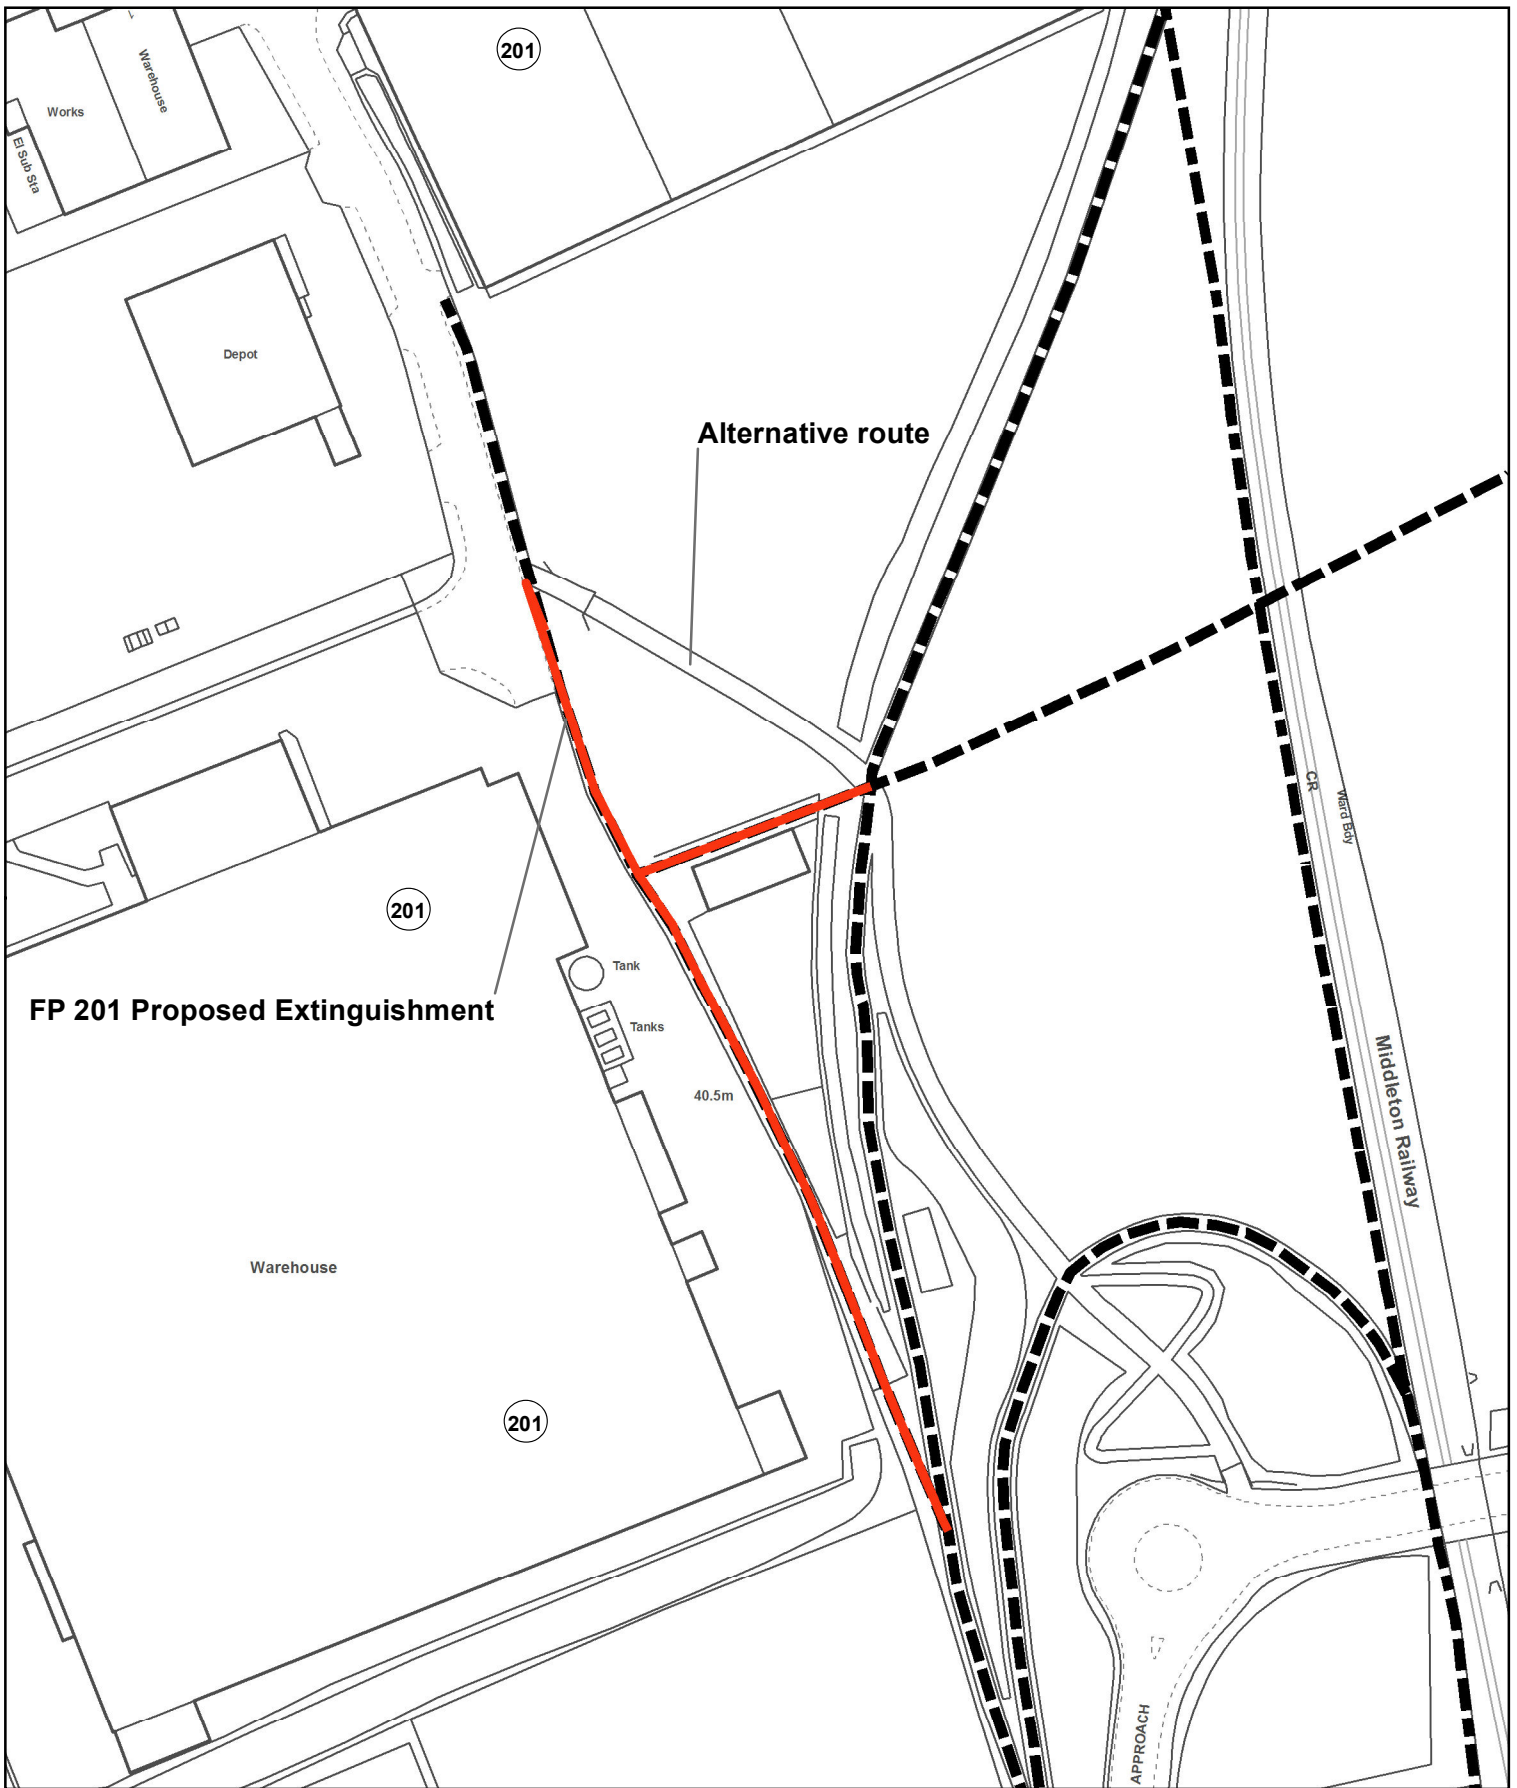 201
Warehouse
Works
El Sub Sta
Depot
Alternative route
CR
Ward Bdy
201
Tank
FP 201 Proposed Extinguishment
Tanks
40.5m
Middleton Railway
Warehouse
201
APPROACH